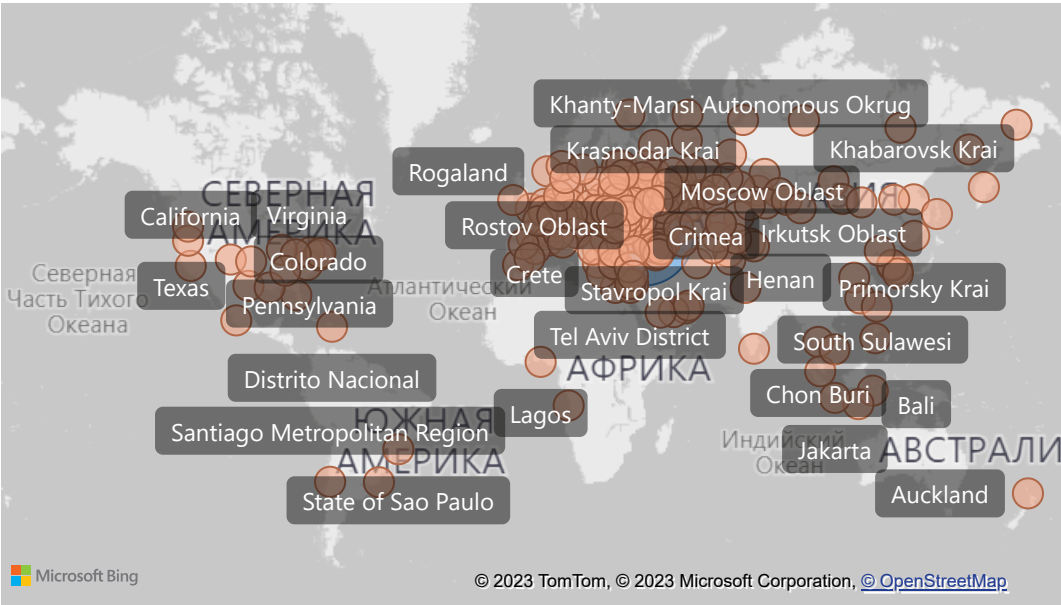 Khanty-Mansi Autonomous Okrug
Krasnodar Krai
Khabarovsk Krai
Rogaland
Moscow Oblast
СЕВЕРНАЯ
АМЕРИКА
California
Virginia
Rostov Oblast
Crimea
Irkutsk Oblast
Colorado
Северная
Часть Тихого
Океана
Texas
Crete
Henan
Атлантический
Океан
Stavropol Krai
Primorsky Krai
Pennsylvania
Tel Aviv District
South Sulawesi
АФРИКА
Distrito Nacional
Chon Buri
Bali
Lagos
ЮЖНАЯ
АМЕРИКА
Santiago Metropolitan Region
Индийский
Океан
Jakarta
АВСТРАЛИ
State of Sao Paulo
Auckland
Microsoft Bing
© 2023 TomTom, © 2023 Microsoft Corporation, © OpenStreetMap